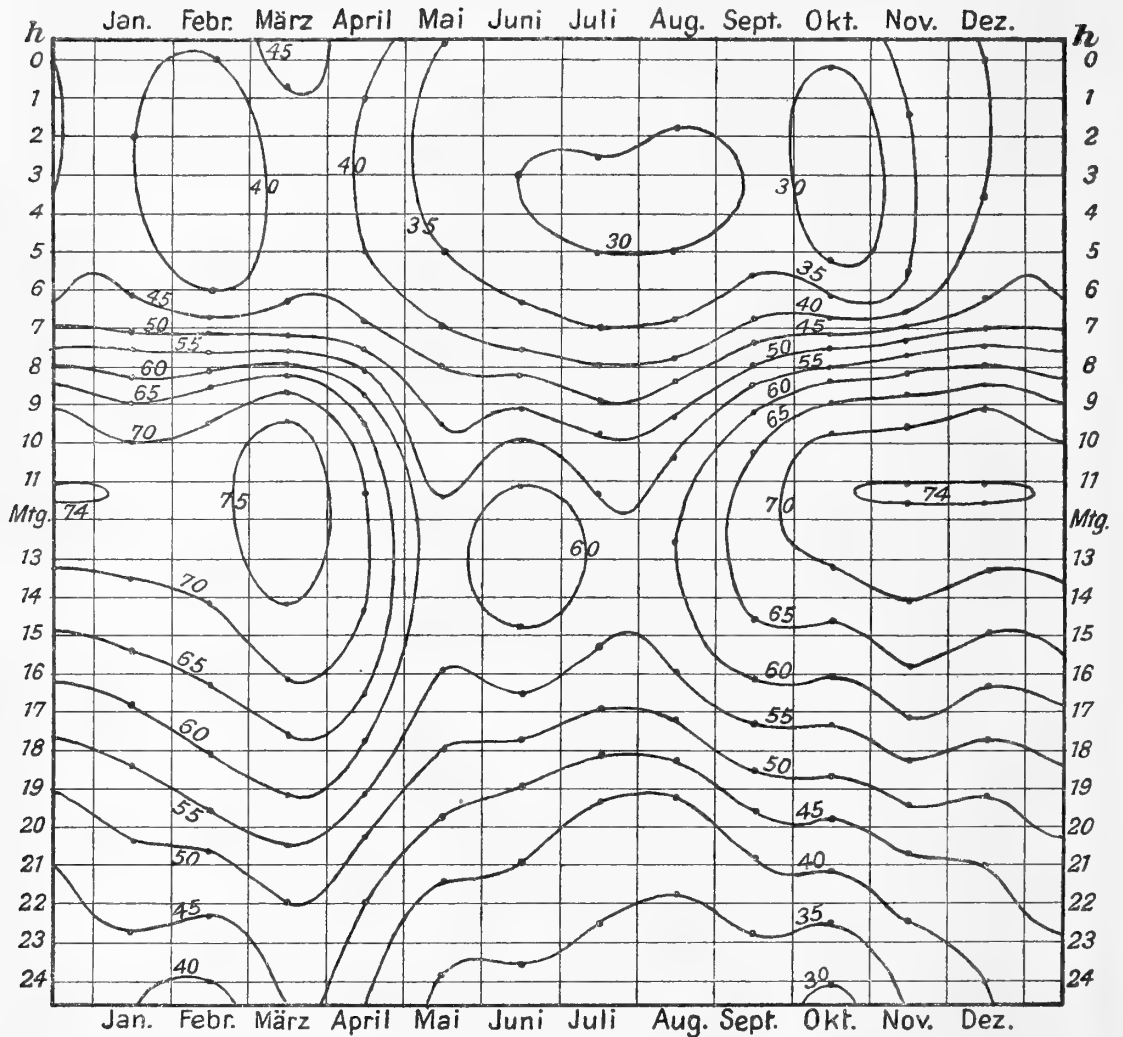 Jan. Febr. März April Mai Juni Juli Aug. Sept. Okt. Nov. Dez.
h h
45
0 0
1 1
2 2
3 40 40 30 3
4 35 4
5 30 5
35
6 45 40 6
7 50 45 7
55 50
8 60 55 8
65 60
9 65 9
70
10 10
11 75 70 74 11
Mtg. 74 Mtg.
60
13 13
14 70 14
15 65 15
16 65 60 16
17 60 55 17
18 50 18
19 55 45 19
20 20
21 50 40 21
22 45 35 22
23 23
24 40 30 24
Jan. Febr. März April Mai Juni Juli Aug. Sept. Okt. Nov. Dez.